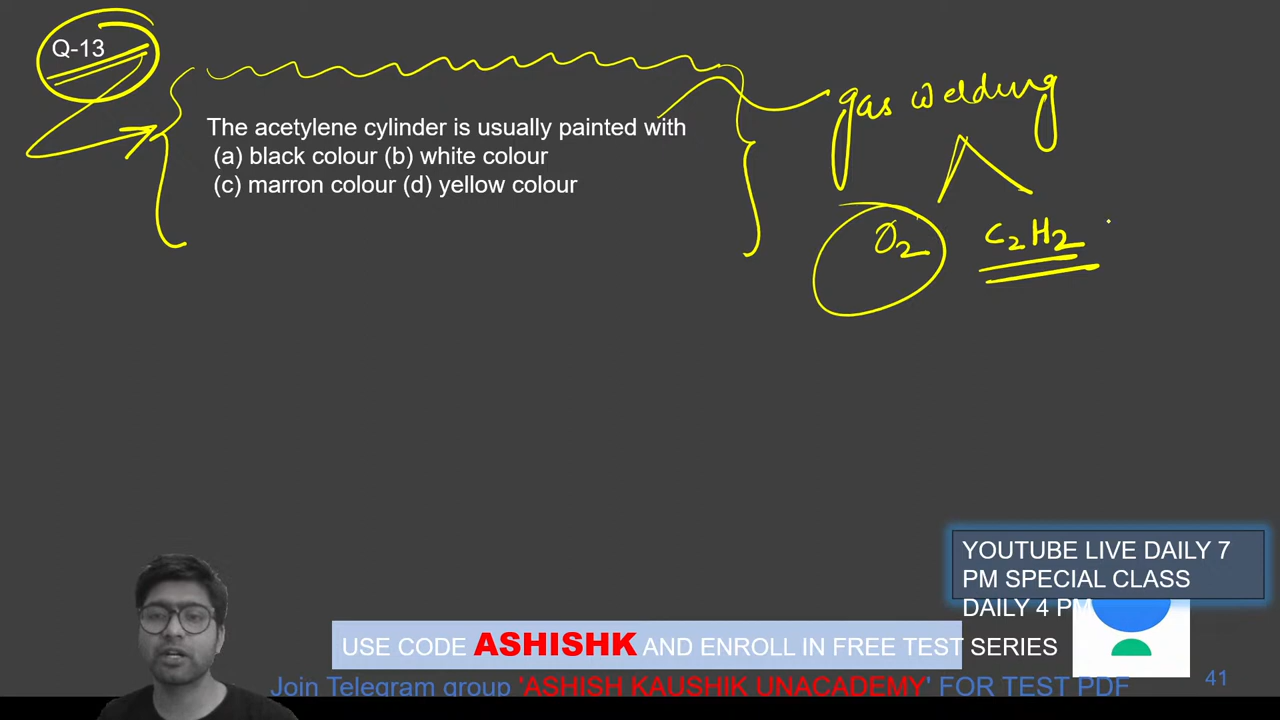 Q-13
gas welding
The acetylene cylinder is usually painted with
(a) black colour (b) white colour
(c) marron colour (d) yellow colour
O2 C2H2
YOUTUBE LIVE DAILY 7
PM SPECIAL CLASS
DAILY 4 PM
USE CODE ASHISHK AND ENROLL IN FREE TEST SERIES
Join Telegram group 'ASHISH KAUSHIK UNACADEMY' FOR TEST PDF
41